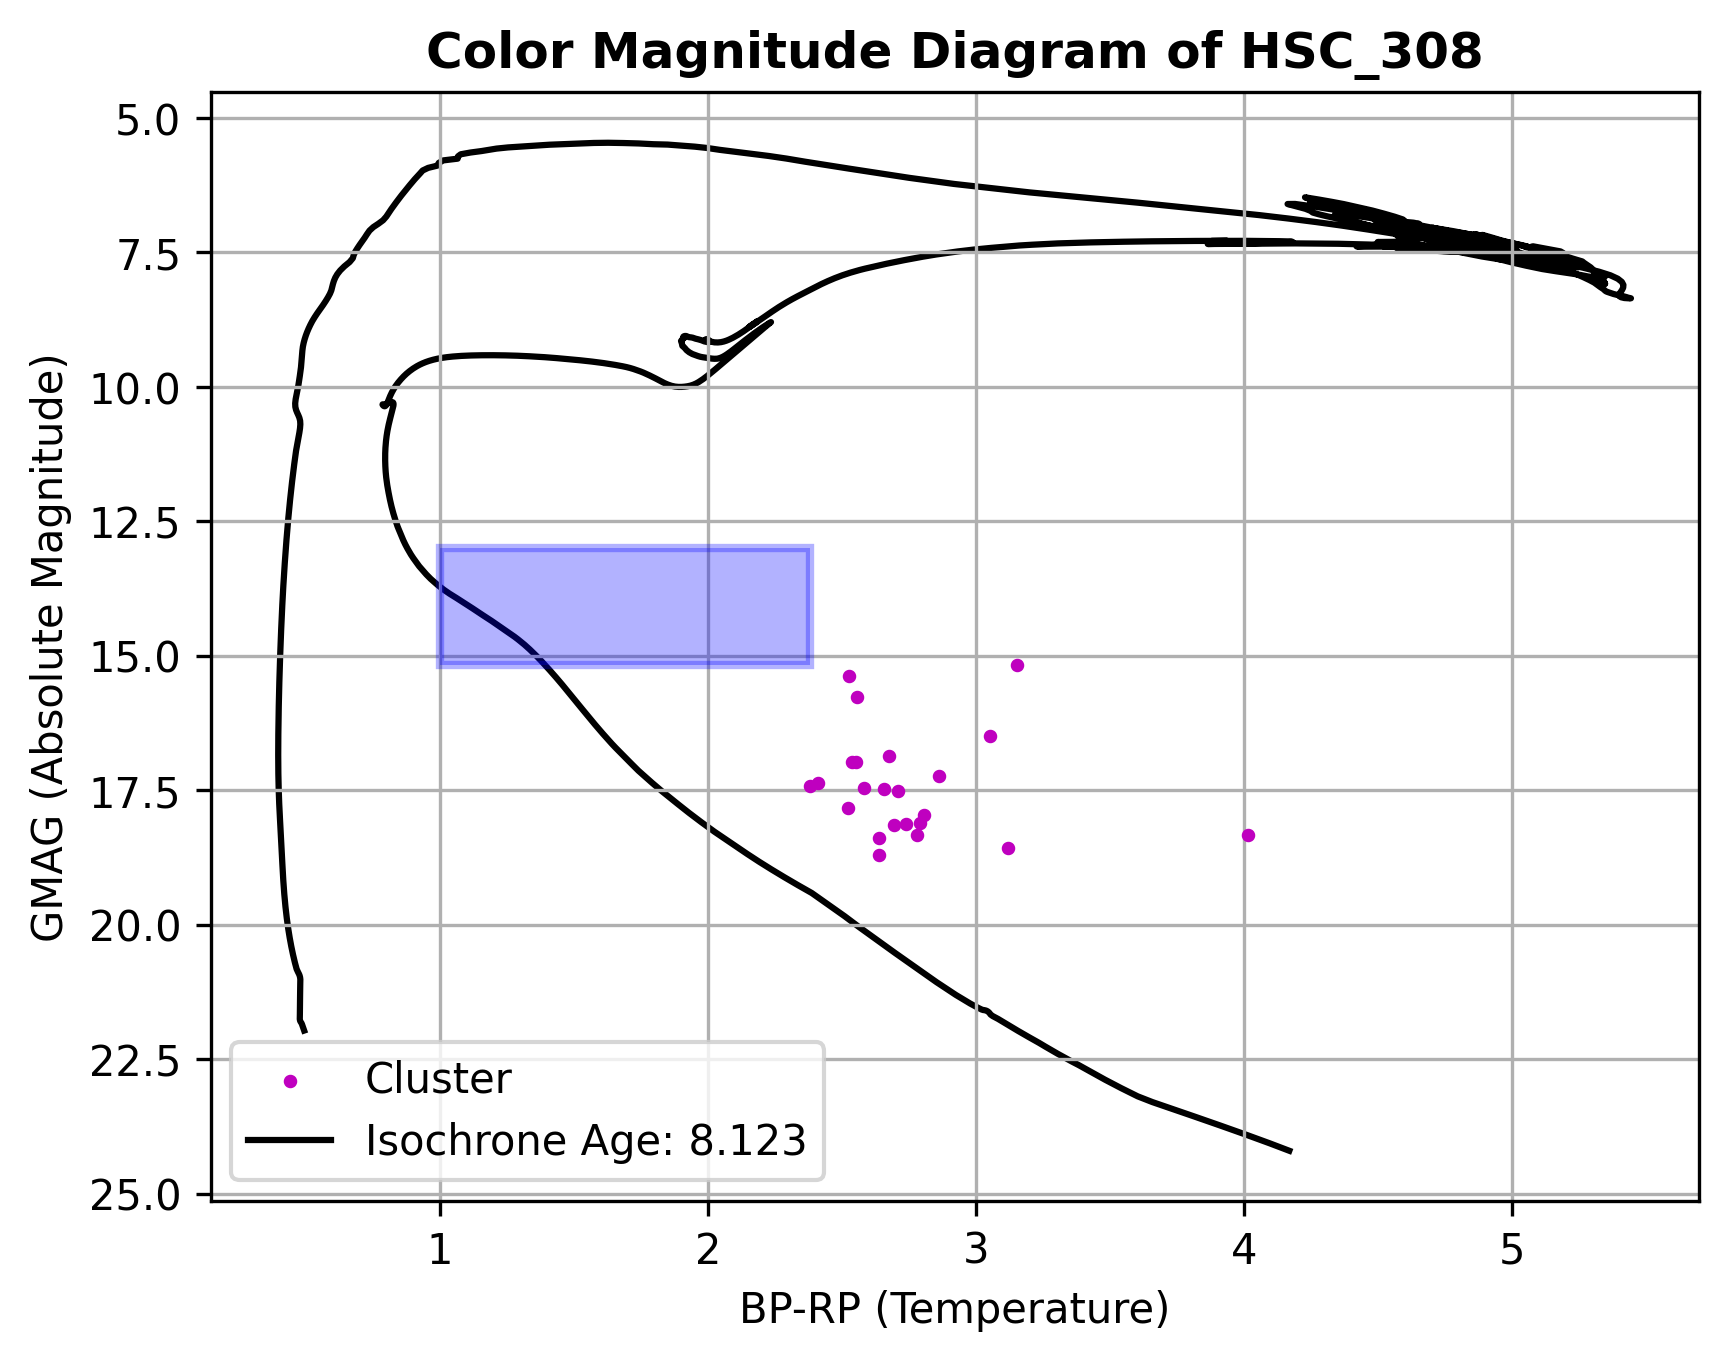 Color Magnitude Diagram of HSC_308
GMAG (Absolute Magnitude)
5.0
7.5
10.0
12.5
15.0
17.5
20.0
22.5
25.0
Cluster
Isochrone Age: 8.123
1 2 3 4 5
BP-RP (Temperature)